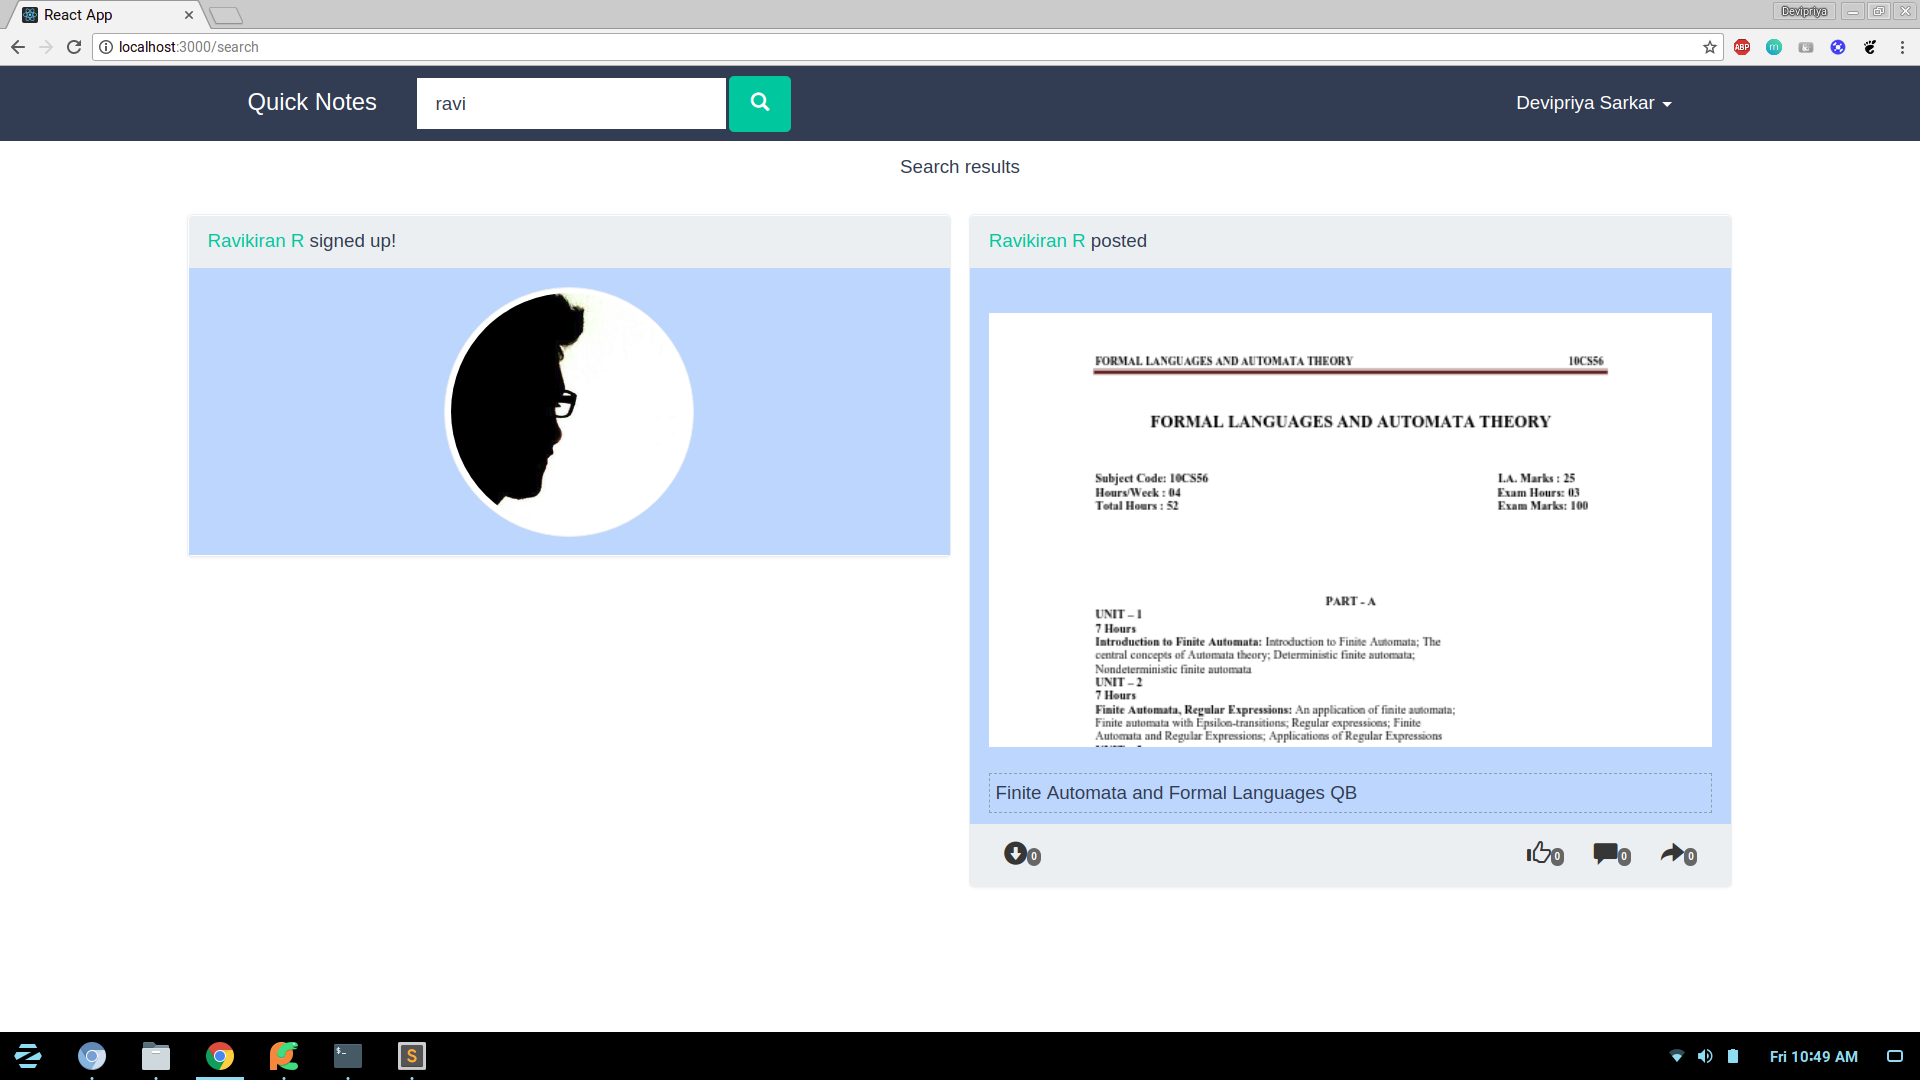 React App
Devipriya
localhost:3000/search
ABP
m
Quick Notes
ravi
Devipriya Sarkar
Search results
Ravikiran R signed up!
Ravikiran R posted
FORMAL LANGUAGES AND AUTOMATA THEORY 10CS56
FORMAL LANGUAGES AND AUTOMATA THEORY
Subject Code: 10CS56 I.A. Marks : 25
Hours/Week : 04 Exam Hours: 03
Total Hours : 52 Exam Marks: 100
PART - A
UNIT – 1
7 Hours
Introduction to Finite Automata: Introduction to Finite Automata; The
central concepts of Automata theory; Deterministic finite automata;
Nondeterministic finite automata
UNIT – 2
7 Hours
Finite Automata, Regular Expressions: An application of finite automata;
Finite automata with Epsilon-transitions; Regular expressions; Finite
Automata and Regular Expressions; Applications of Regular Expressions
Finite Automata and Formal Languages QB
0 0 0 0
$_
S
Fri 10:49 AM